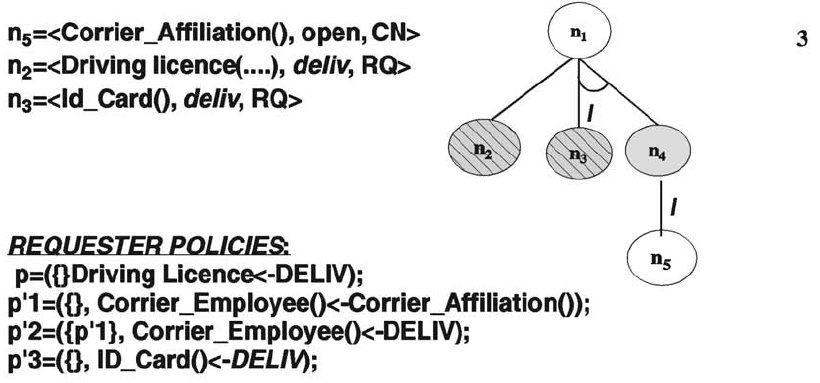 n5=<Corrier_Affiliation(), open, CN>
n2=<Driving licence(....), deliv, RQ>
n3=<Id_Card(), deliv, RQ>
n1
3
l
n2
n3
n4
l
n5
REQUESTER POLICIES:
p=({}Driving Licence<-DELIV);
p'1=({}, Corrier_Employee()<-Corrier_Affiliation());
p'2=({p'1}, Corrier_Employee()<-DELIV);
p'3=({}, ID_Card()<-DELIV);